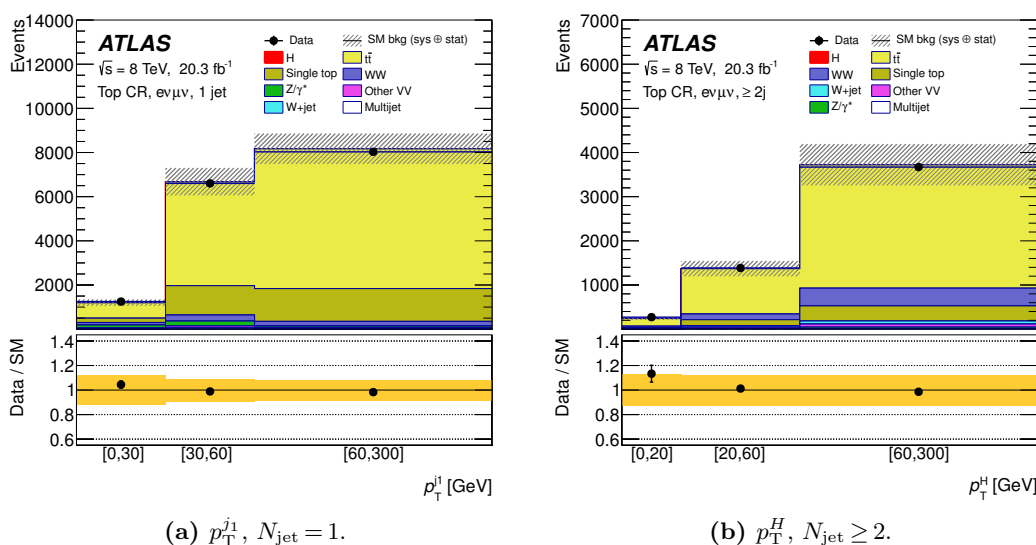 Events
14000
12000
10000
8000
6000
4000
2000
ATLAS
√s = 8 TeV, 20.3 fb⁻¹
Top CR, eνμν, 1 jet
Data
SM bkg (sys ⊕ stat)
H
tt̄
Single top
WW
Z/γ*
Other VV
W+jet
Multijet
Data / SM
1.4
1.2
1
0.8
0.6
[0,30]
[30,60]
[60,300]
p_T^j1 [GeV]
(a) p_T^{j_1}, N_jet = 1.
Events
7000
6000
5000
4000
3000
2000
1000
ATLAS
√s = 8 TeV, 20.3 fb⁻¹
Top CR, eνμν, ≥ 2j
Data
SM bkg (sys ⊕ stat)
H
tt̄
WW
Single top
W+jet
Other VV
Z/γ*
Multijet
Data / SM
1.4
1.2
1
0.8
0.6
[0,20]
[20,60]
[60,300]
p_T^H [GeV]
(b) p_T^H, N_jet ≥ 2.